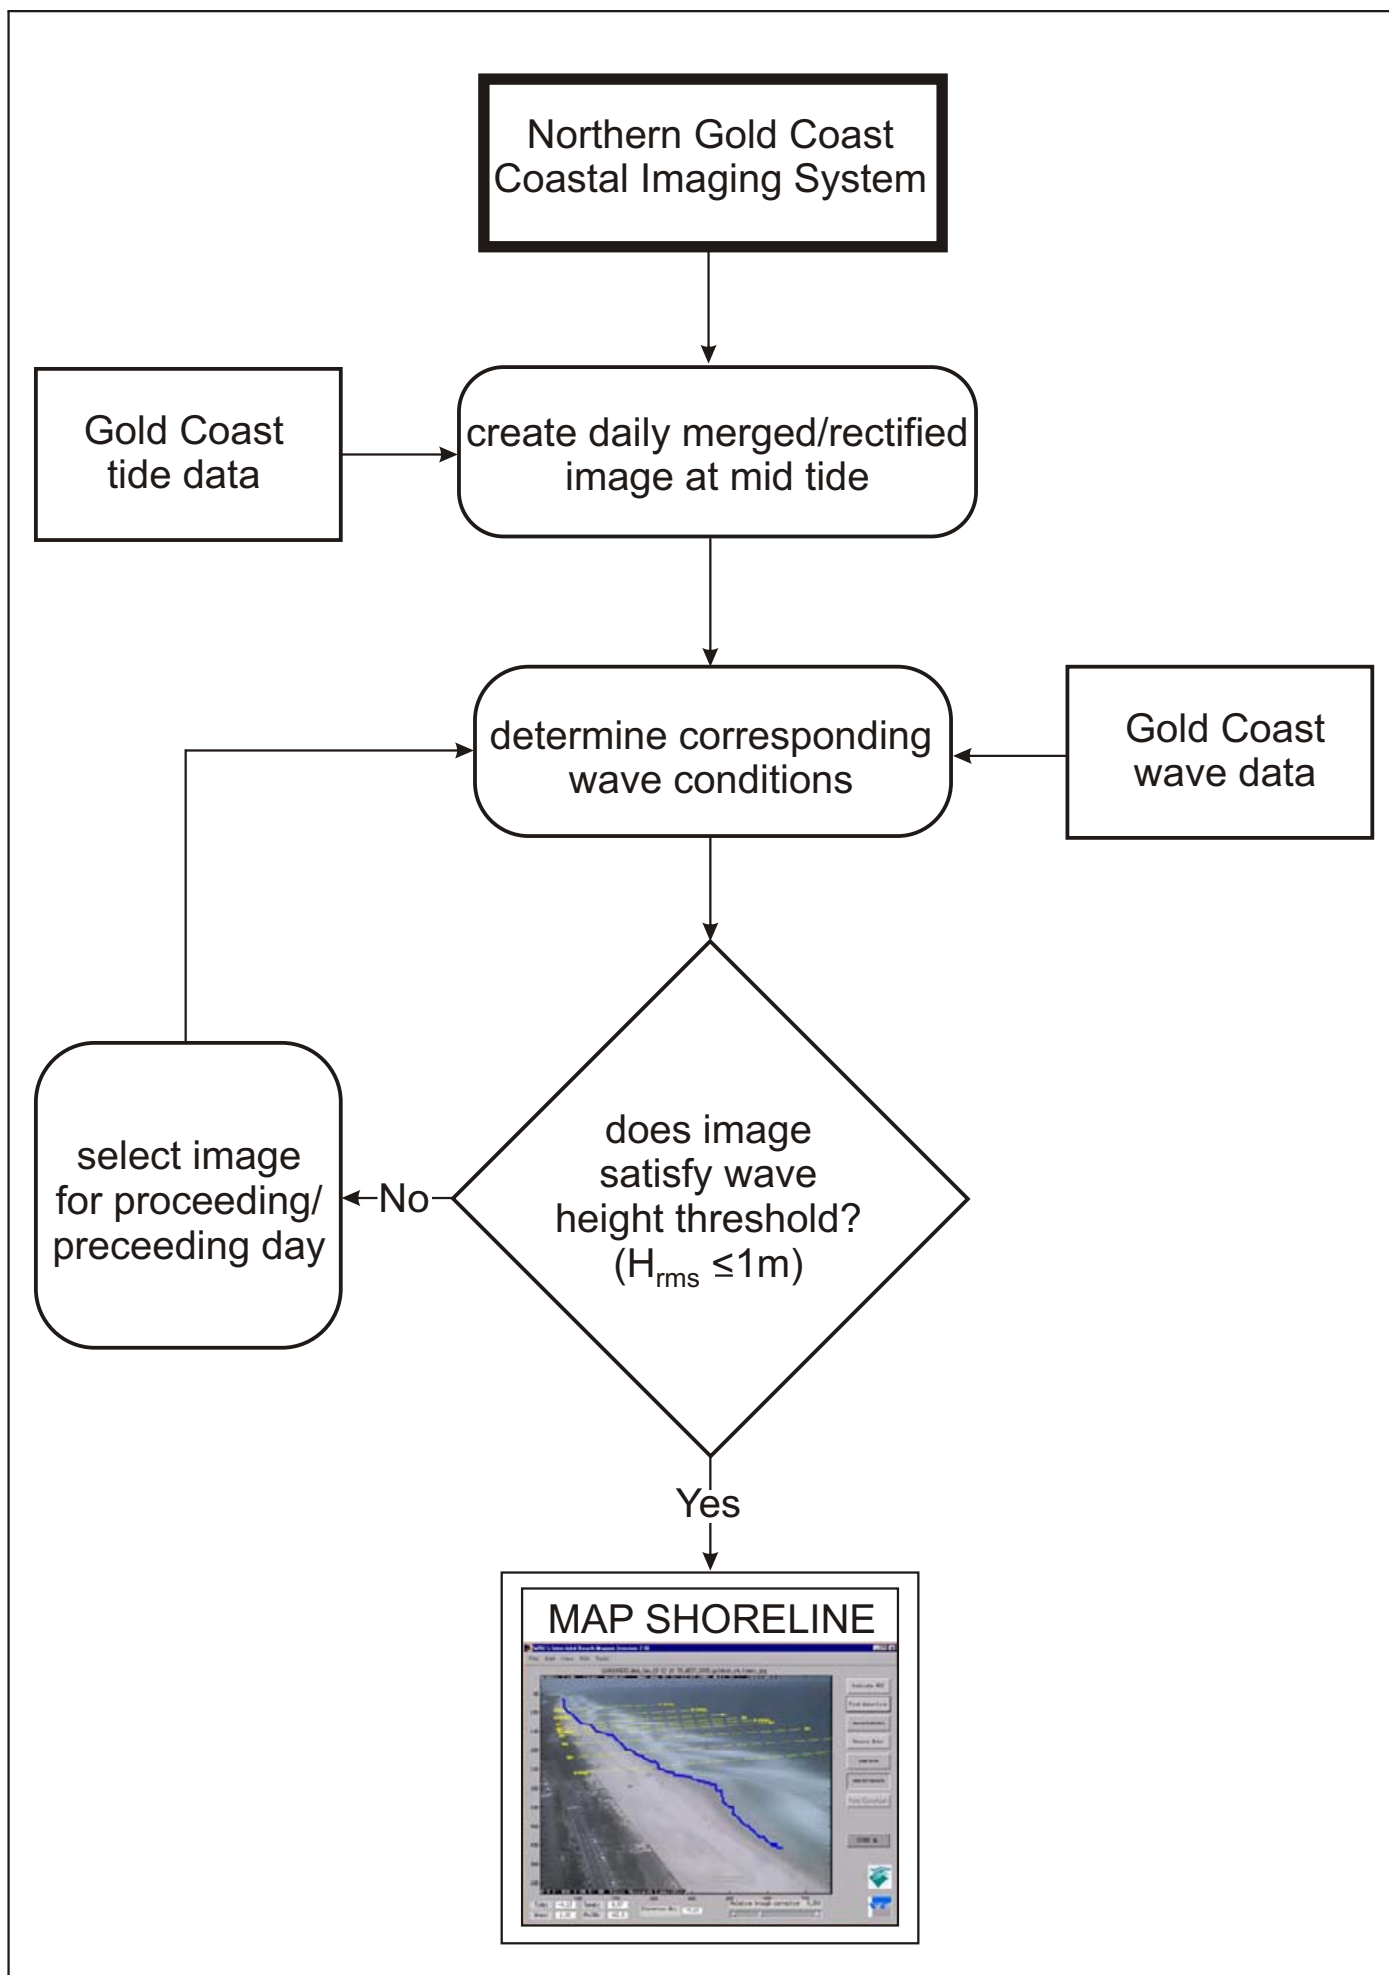 Northern Gold Coast
Coastal Imaging System
Gold Coast
tide data
create daily merged/rectified
image at mid tide
determine corresponding
wave conditions
Gold Coast
wave data
does image
satisfy wave
height threshold?
(Hrms ≤1m)
No
select image
for proceeding/
preceeding day
Yes
MAP SHORELINE